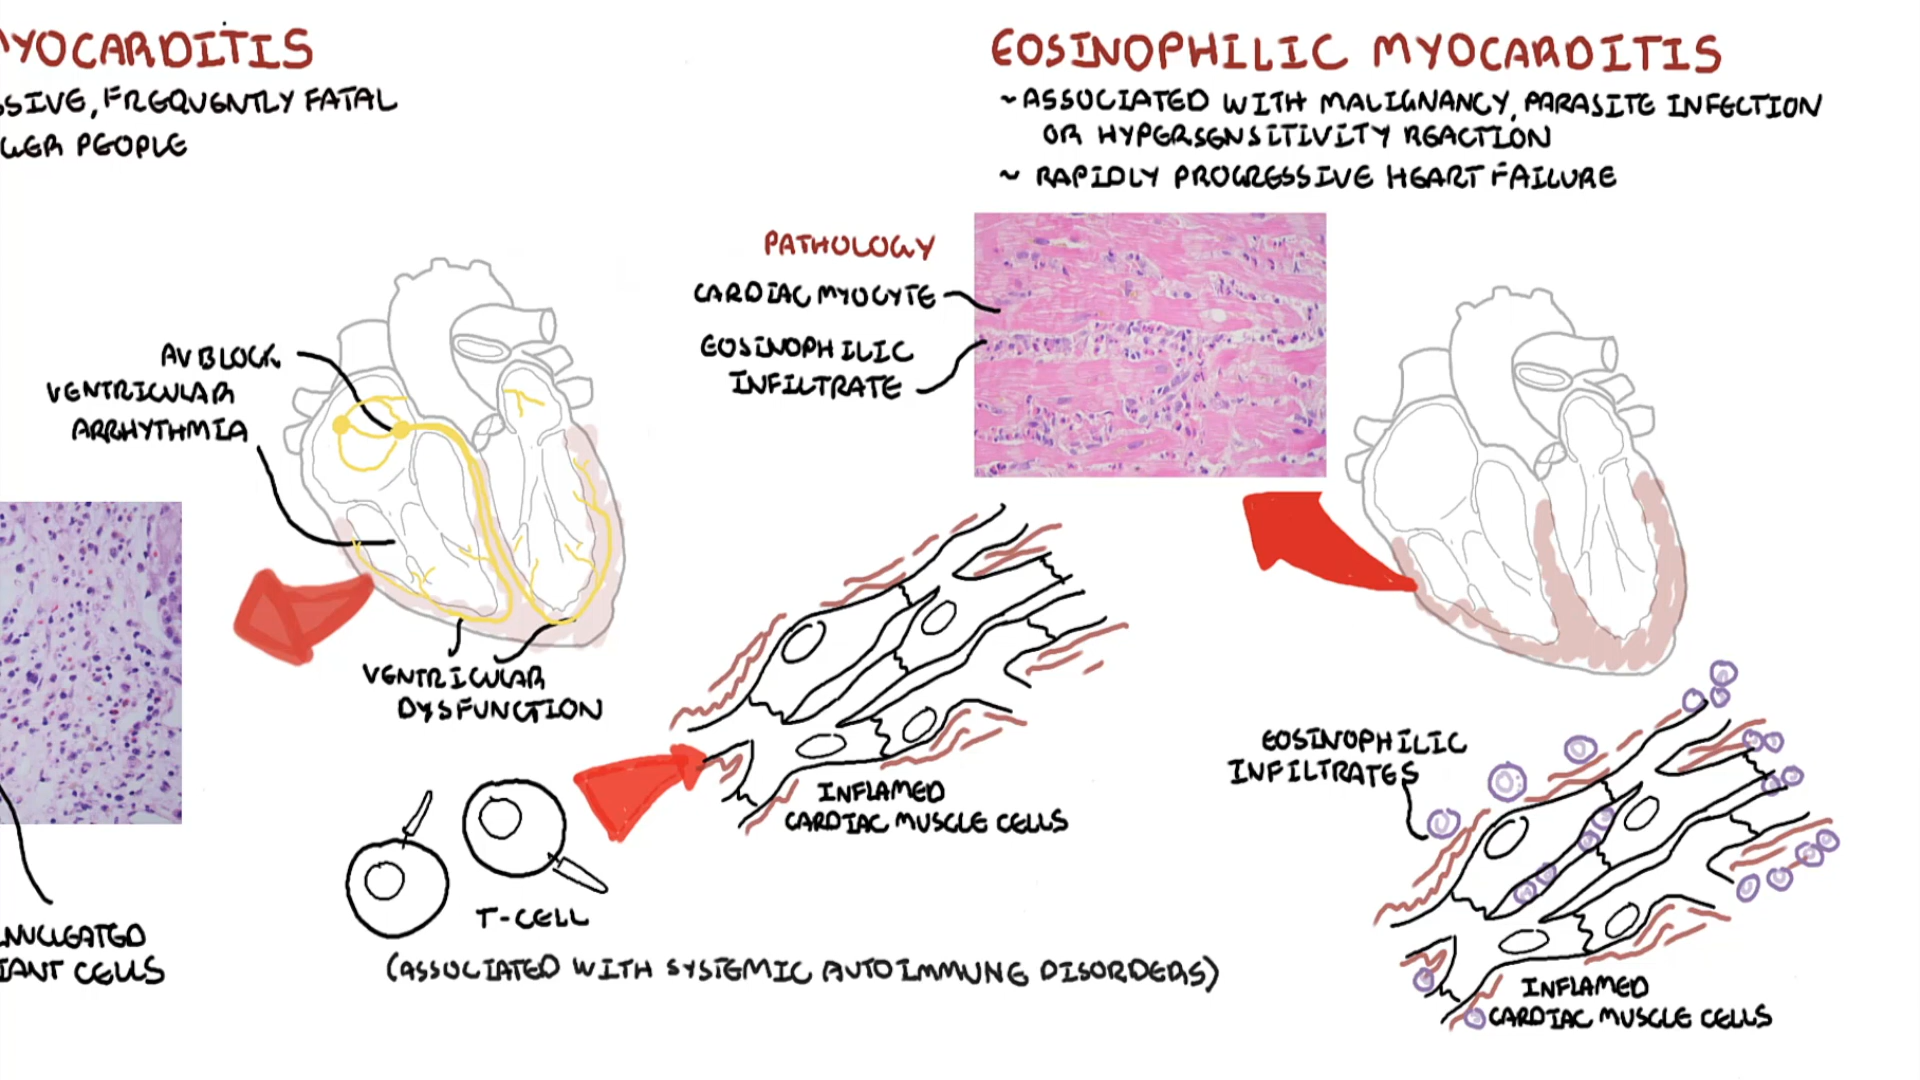 YOCARDITIS
SSIVE, FREQUENTLY FATAL
GER PEOPLE
AV BLOCK
VENTRICULAR
ARRHYTHMIA
VENTRICULAR
DYSFUNCTION
NUCLEATED
IANT CELLS
T-CELL
INFLAMED
CARDIAC MUSCLE CELLS
(ASSOCIATED WITH SYSTEMIC AUTOIMMUNE DISORDERS)
EOSINOPHILIC MYOCARDITIS
~ ASSOCIATED WITH MALIGNANCY, PARASITE INFECTION
OR HYPERSENSITIVITY REACTION
~ RAPIDLY PROGRESSIVE HEART FAILURE
PATHOLOGY
CARDIAC MYOCYTE
EOSINOPHILIC
INFILTRATE
EOSINOPHILIC
INFILTRATES
INFLAMED
CARDIAC MUSCLE CELLS